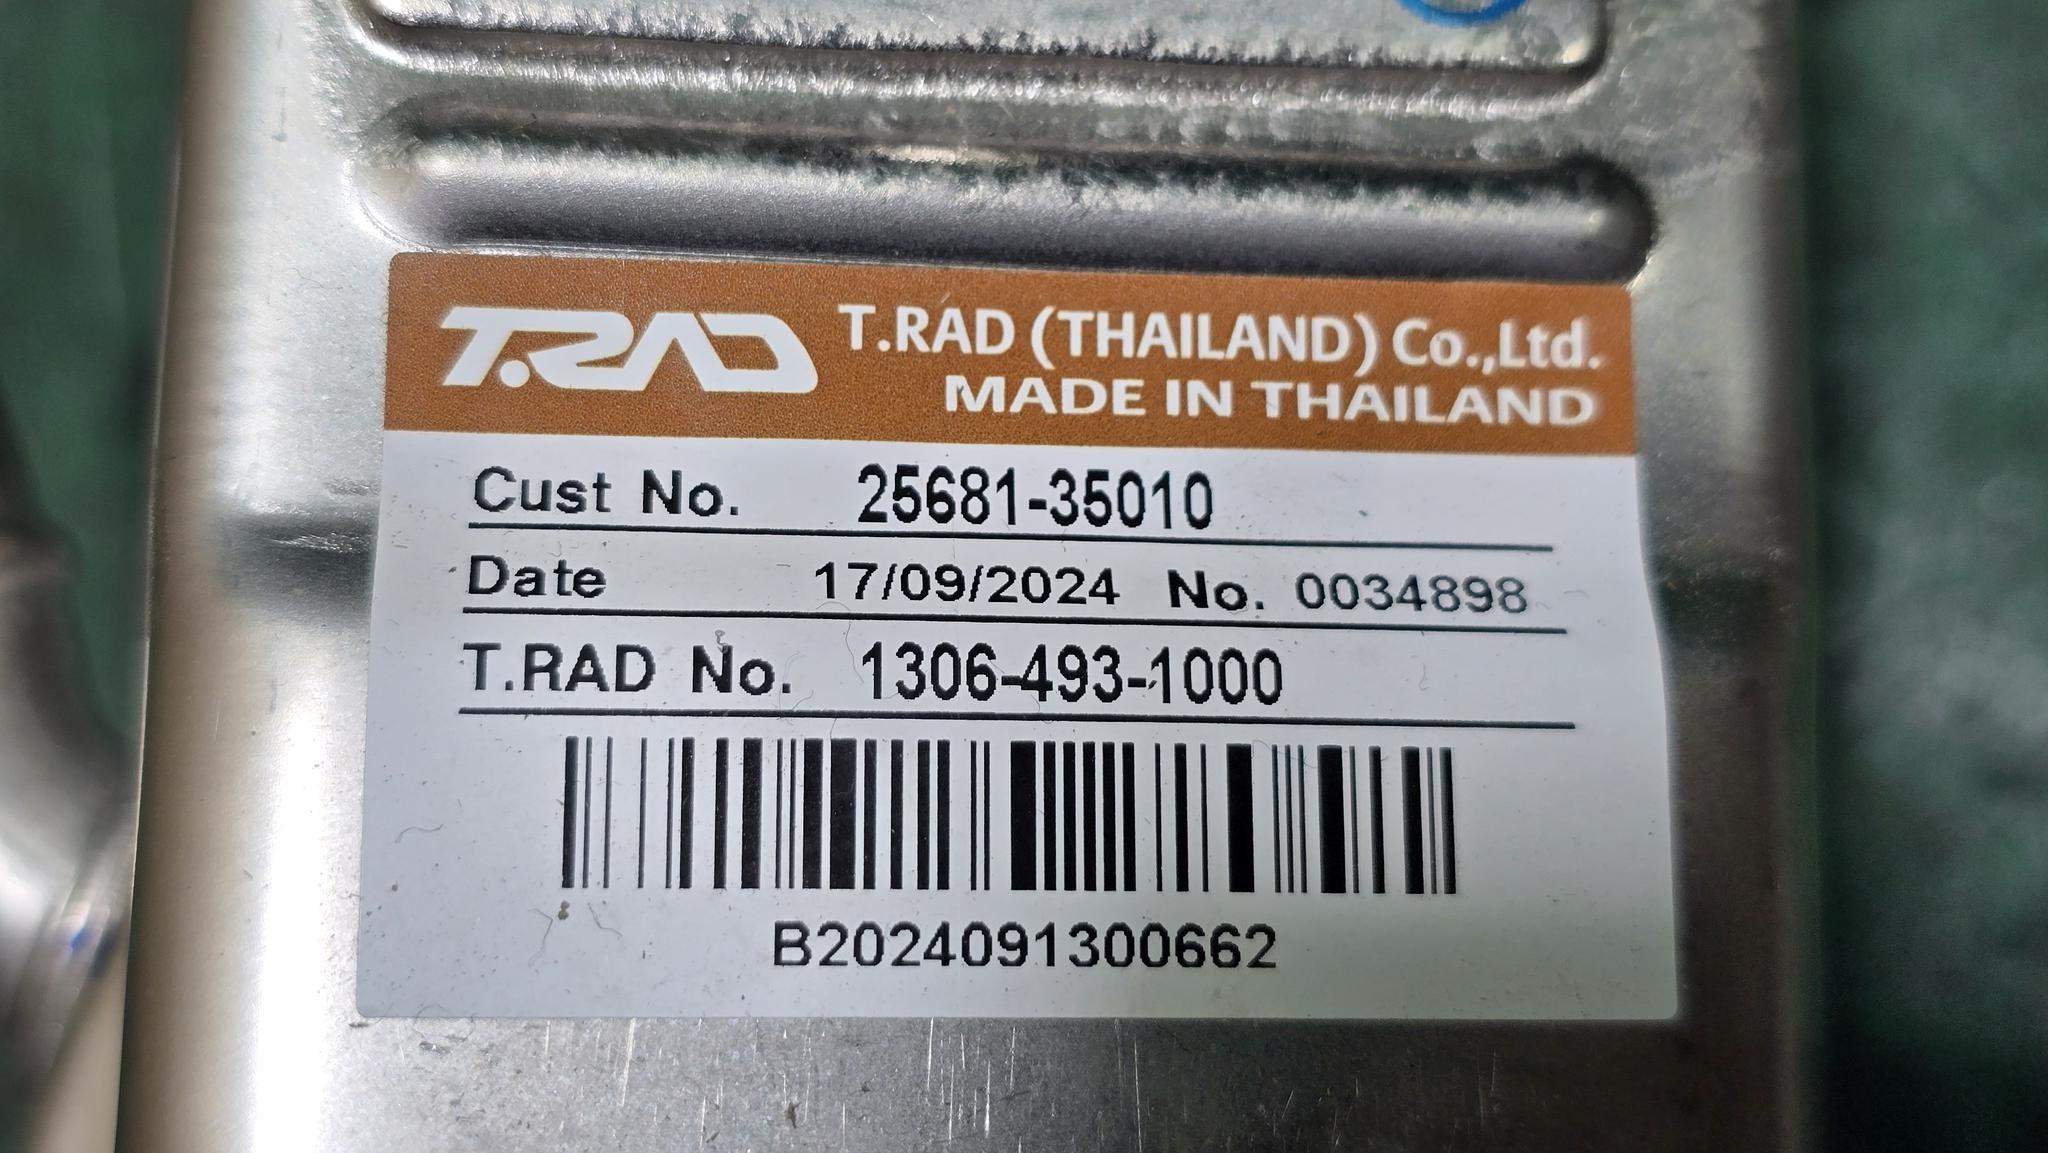 T.RAD T.RAD (THAILAND) Co.,Ltd.
MADE IN THAILAND
Cust No. 25681-35010
Date 17/09/2024 No. 0034898
T.RAD No. 1306-493-1000
B2024091300662